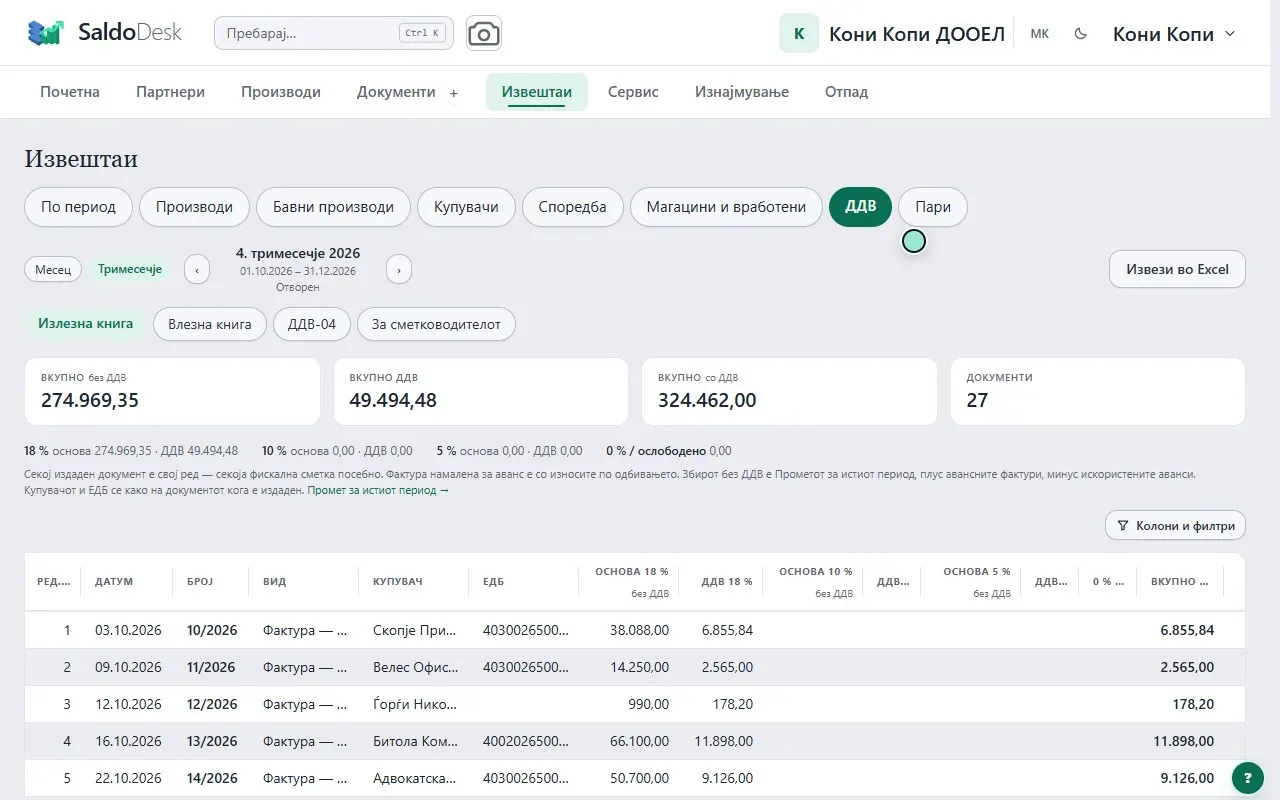 SaldoDesk
Пребарај...
Ctrl K
К
Кони Копи ДООЕЛ
МК
Кони Копи
Почетна
Партнери
Производи
Документи +
Извештаи
Сервис
Изнајмување
Отпад
Извештаи
По период
Производи
Бавни производи
Купувачи
Споредба
Магацини и вработени
ДДВ
Пари
Месец
Тримесечје
‹
4. тримесечје 2026
01.10.2026 – 31.12.2026
Отворен
›
Извези во Excel
Излезна книга
Влезна книга
ДДВ-04
За сметководителот
ВКУПНО без ДДВ
274.969,35
ВКУПНО ДДВ
49.494,48
ВКУПНО со ДДВ
324.462,00
ДОКУМЕНТИ
27
18 % основа 274.969,35 · ДДВ 49.494,48
10 % основа 0,00 · ДДВ 0,00
5 % основа 0,00 · ДДВ 0,00
0 % / ослободено 0,00
Секој издаден документ е свој ред — секоја фискална сметка посебно. Фактура намалена за аванс е со износите по одбивањето. Збирот без ДДВ е Прометот за истиот период, плус авансните фактури, минус искористените аванси.
Купувачот и ЕДБ се како на документот кога е издаден. Промет за истиот период →
Колони и филтри
РЕД.... ДАТУМ БРОЈ ВИД КУПУВАЧ ЕДБ ОСНОВА 18 % без ДДВ ДДВ 18 % ОСНОВА 10 % без ДДВ ДДВ... ОСНОВА 5 % без ДДВ ДДВ... 0 % ... ВКУПНО ...
1 03.10.2026 10/2026 Фактура — ... Скопје При... 4030026500... 38.088,00 6.855,84 6.855,84
2 09.10.2026 11/2026 Фактура — ... Велес Офис... 4030026500... 14.250,00 2.565,00 2.565,00
3 12.10.2026 12/2026 Фактура — ... Ѓорѓи Нико... 990,00 178,20 178,20
4 16.10.2026 13/2026 Фактура — ... Битола Ком... 4002026500... 66.100,00 11.898,00 11.898,00
5 22.10.2026 14/2026 Фактура — ... Адвокатска... 4030026500... 50.700,00 9.126,00 9.126,00
?